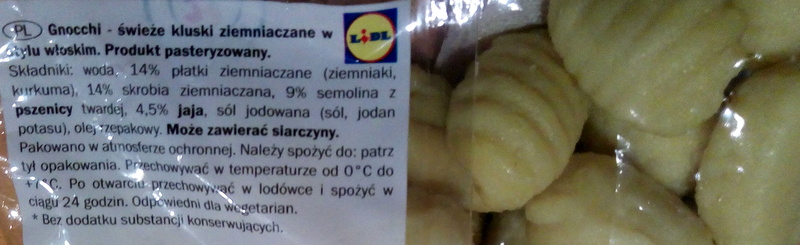 PL Gnocchi - świeże kluski ziemniaczane w
stylu włoskim. Produkt pasteryzowany.
LIDL
Składniki: woda, 14% płatki ziemniaczane (ziemniaki,
kurkuma), 14% skrobia ziemniaczana, 9% semolina z
pszenicy twardej, 4,5% jaja, sól jodowana (sól, jodan
potasu), olej rzepakowy. Może zawierać siarczyny.
Pakowano w atmosferze ochronnej. Należy spożyć do: patrz
tył opakowania. Przechowywać w temperaturze od 0°C do
+7°C. Po otwarciu przechowywać w lodówce i spożyć w
ciągu 24 godzin. Odpowiedni dla wegetarian.
* Bez dodatku substancji konserwujących.